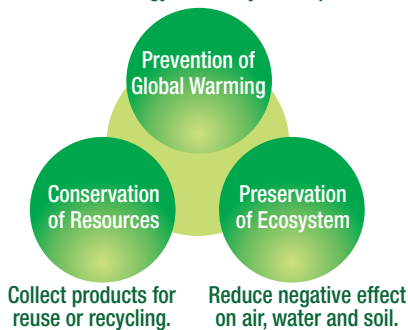 Prevention of
Global Warming
Conservation
of Resources
Preservation
of Ecosystem
Collect products for
reuse or recycling.
Reduce negative effect
on air, water and soil.